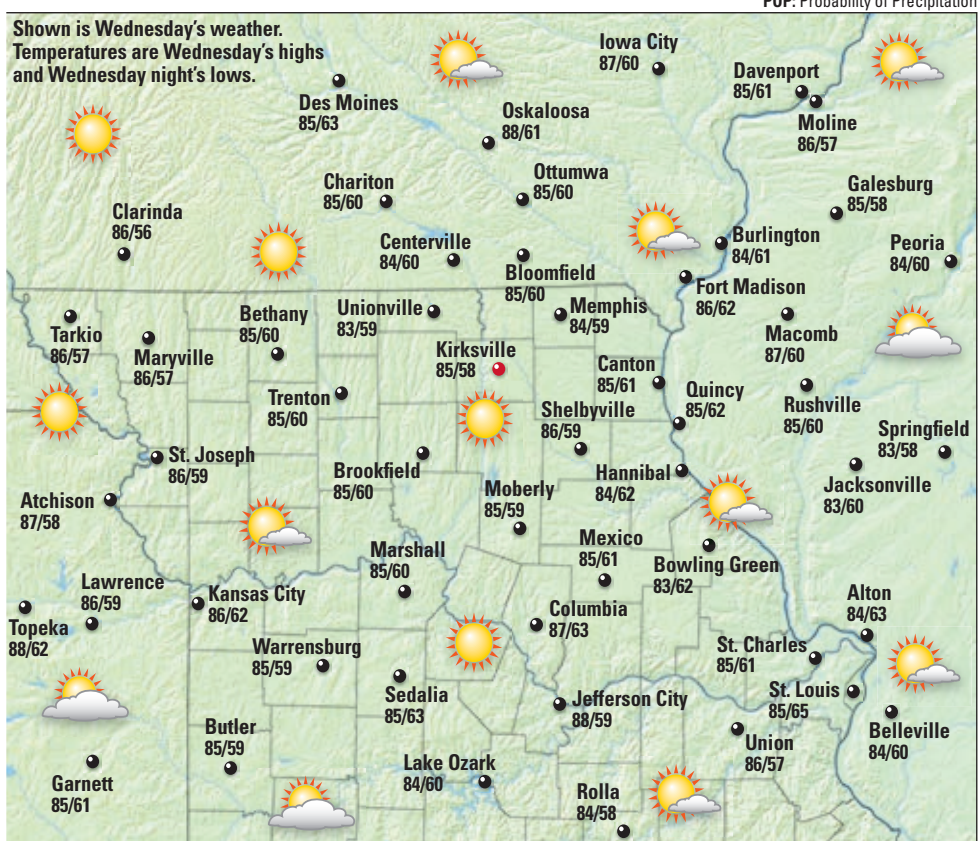 POP: Probability of Precipitation
Shown is Wednesday's weather.
Temperatures are Wednesday's highs
and Wednesday night's lows.
Iowa City
87/60
Davenport
85/61
Moline
86/57
Des Moines
85/63
Oskaloosa
88/61
Chariton
85/60
Ottumwa
85/60
Galesburg
85/58
Clarinda
86/56
Centerville
84/60
Bloomfield
85/60
Burlington
84/61
Peoria
84/60
Fort Madison
86/62
Tarkio
86/57
Maryville
86/57
Bethany
85/60
Unionville
83/59
Memphis
84/59
Macomb
87/60
Kirksville
85/58
Canton
85/61
Trenton
85/60
Quincy
85/62
Rushville
85/60
Shelbyville
86/59
Springfield
83/58
St. Joseph
86/59
Brookfield
85/60
Hannibal
84/62
Jacksonville
83/60
Atchison
87/58
Moberly
85/59
Mexico
85/61
Bowling Green
83/62
Marshall
85/60
Lawrence
86/59
Kansas City
86/62
Columbia
87/63
Alton
84/63
Topeka
88/62
Warrensburg
85/59
St. Charles
85/61
Sedalia
85/63
Jefferson City
88/59
St. Louis
85/65
Belleville
84/60
Butler
85/59
Union
86/57
Garnett
85/61
Lake Ozark
84/60
Rolla
84/58